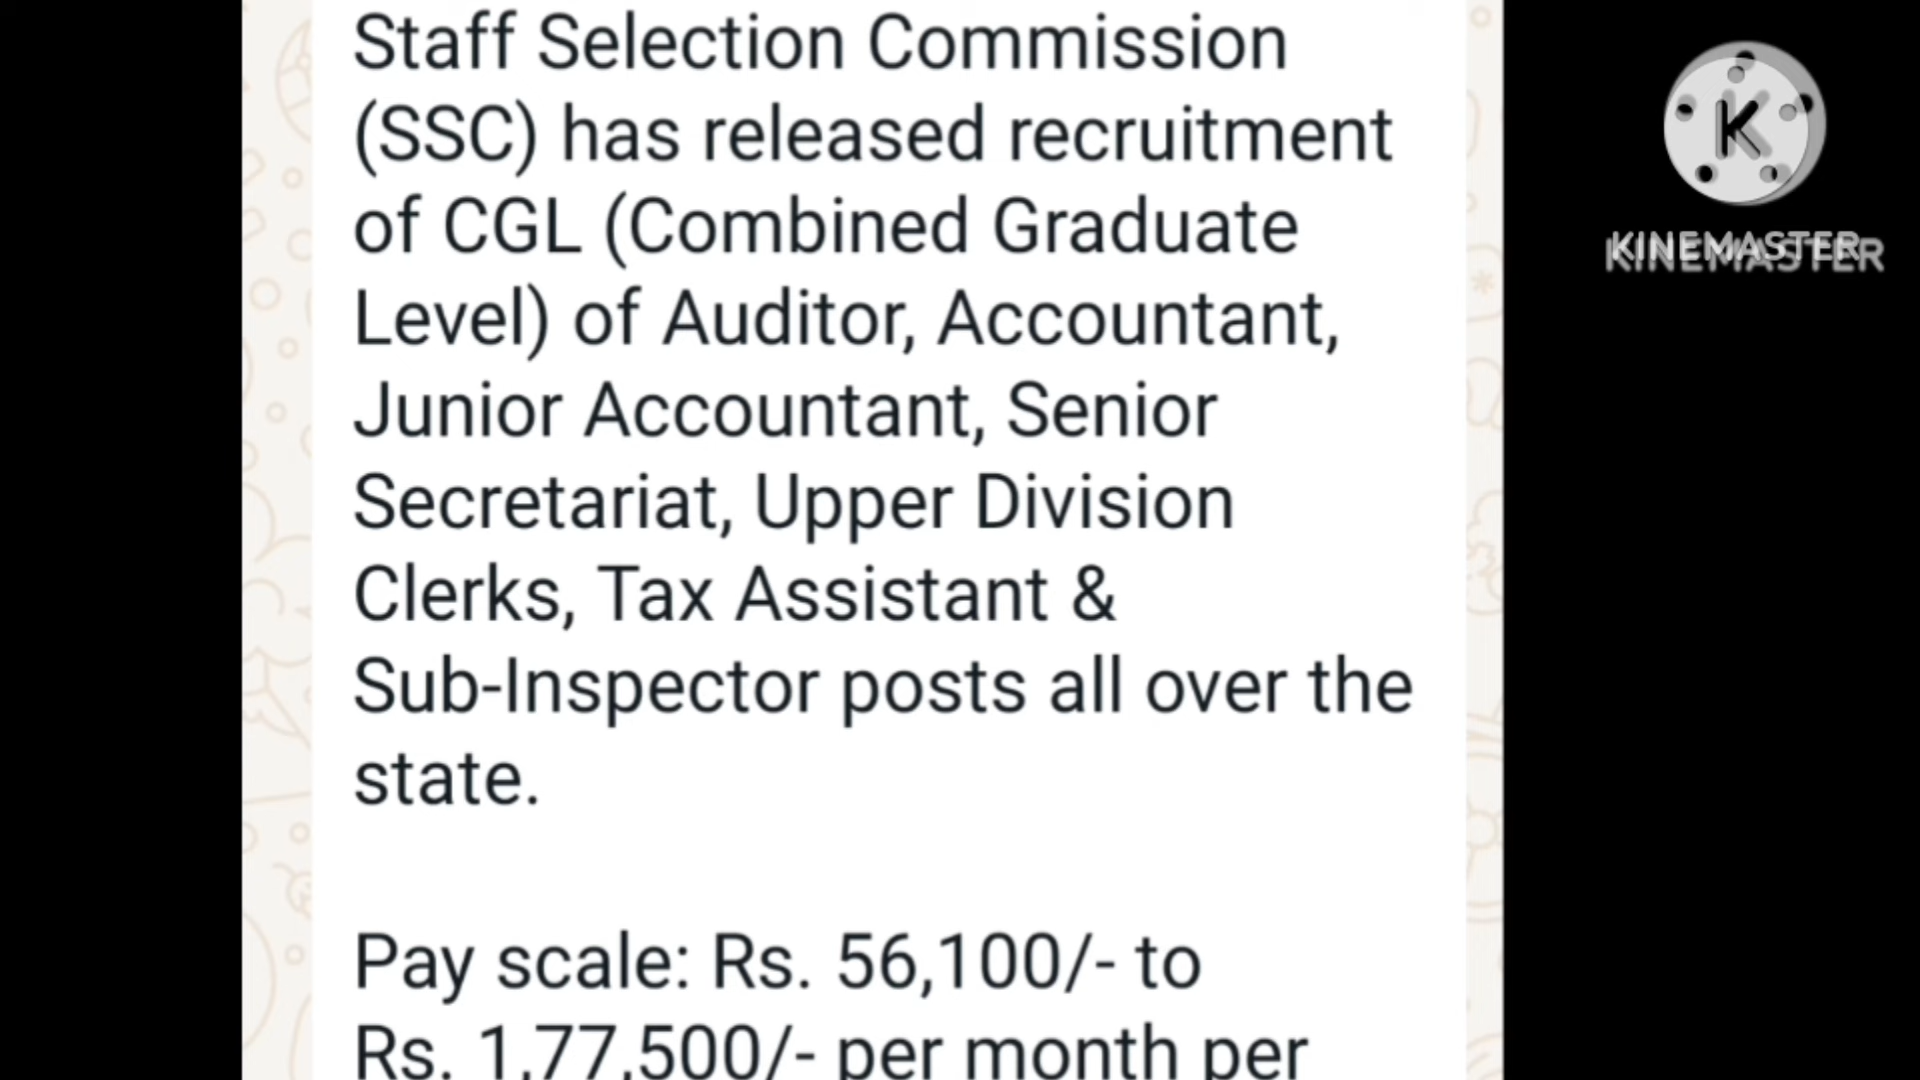 Staff Selection Commission
(SSC) has released recruitment
of CGL (Combined Graduate
Level) of Auditor, Accountant,
Junior Accountant, Senior
Secretariat, Upper Division
Clerks, Tax Assistant &
Sub-Inspector posts all over the
state.
Pay scale: Rs. 56,100/- to
Rs. 1,77,500/- per month per
K
KINEMASTER
KINEMASTER